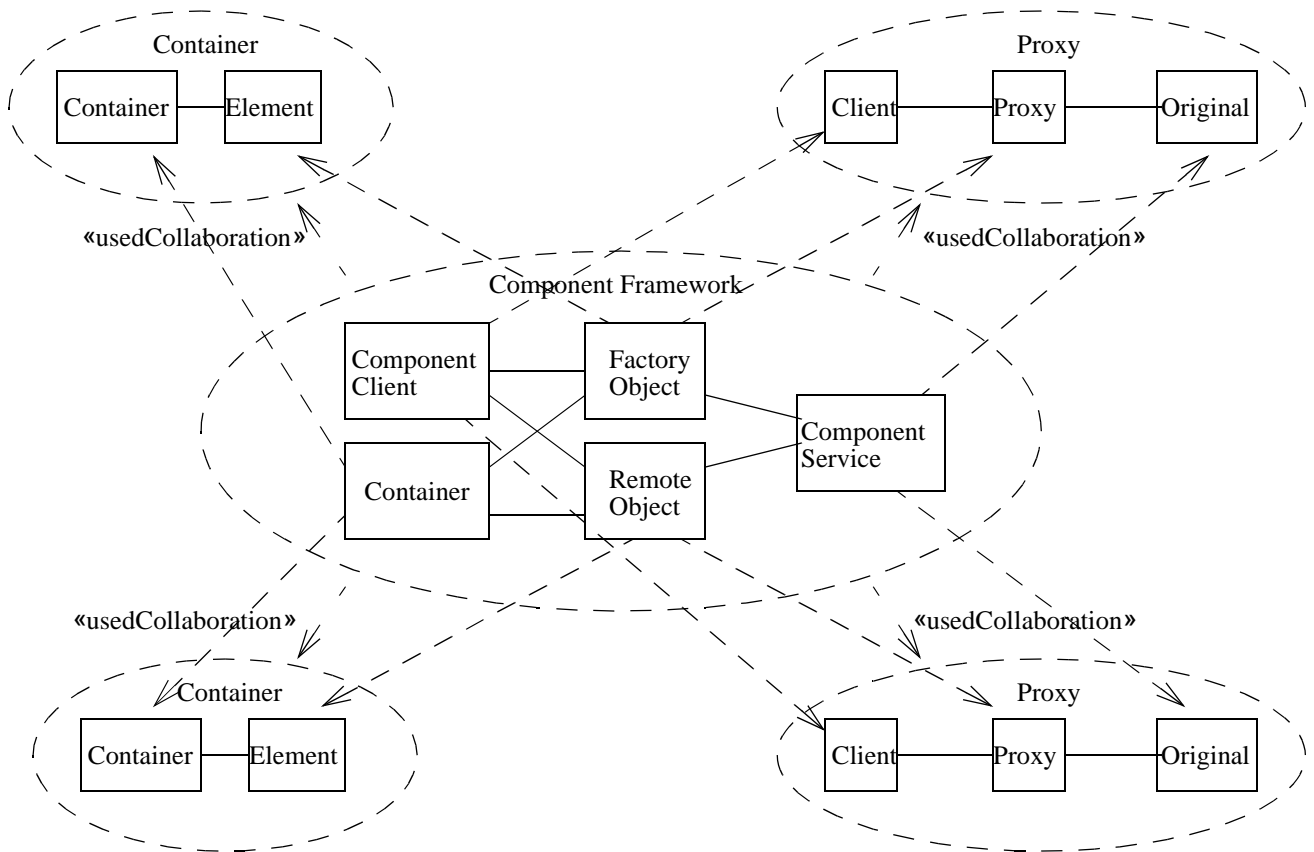 Container
Container
Element
Proxy
Client
Proxy
Original
«usedCollaboration»
«usedCollaboration»
Component Framework
Component
Client
Factory
Object
Component
Service
Container
Remote
Object
«usedCollaboration»
«usedCollaboration»
Container
Container
Element
Proxy
Client
Proxy
Original